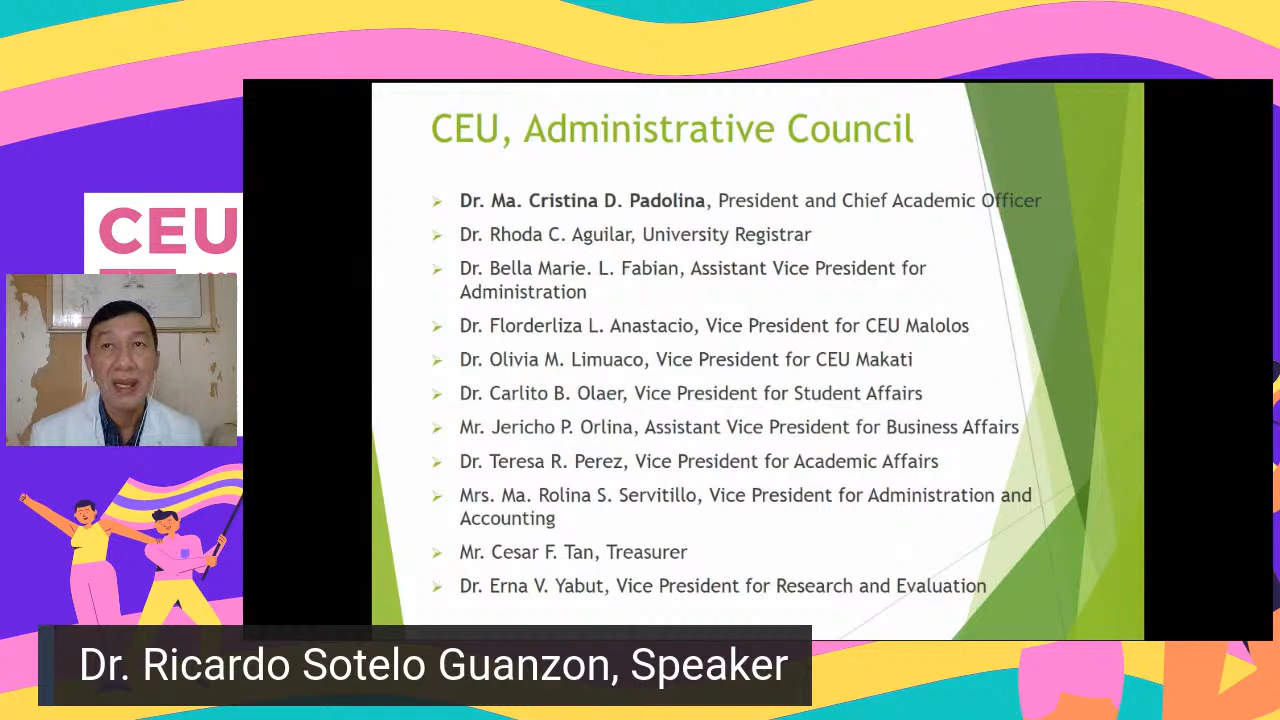 CEU, Administrative Council
Dr. Ma. Cristina D. Padolina, President and Chief Academic Officer
Dr. Rhoda C. Aguilar, University Registrar
Dr. Bella Marie. L. Fabian, Assistant Vice President for
Administration
Dr. Florderliza L. Anastacio, Vice President for CEU Malolos
Dr. Olivia M. Limuaco, Vice President for CEU Makati
Dr. Carlito B. Olaer, Vice President for Student Affairs
Mr. Jericho P. Orlina, Assistant Vice President for Business Affairs
Dr. Teresa R. Perez, Vice President for Academic Affairs
Mrs. Ma. Rolina S. Servitillo, Vice President for Administration and
Accounting
Mr. Cesar F. Tan, Treasurer
Dr. Erna V. Yabut, Vice President for Research and Evaluation
CEU
Dr. Ricardo Sotelo Guanzon, Speaker